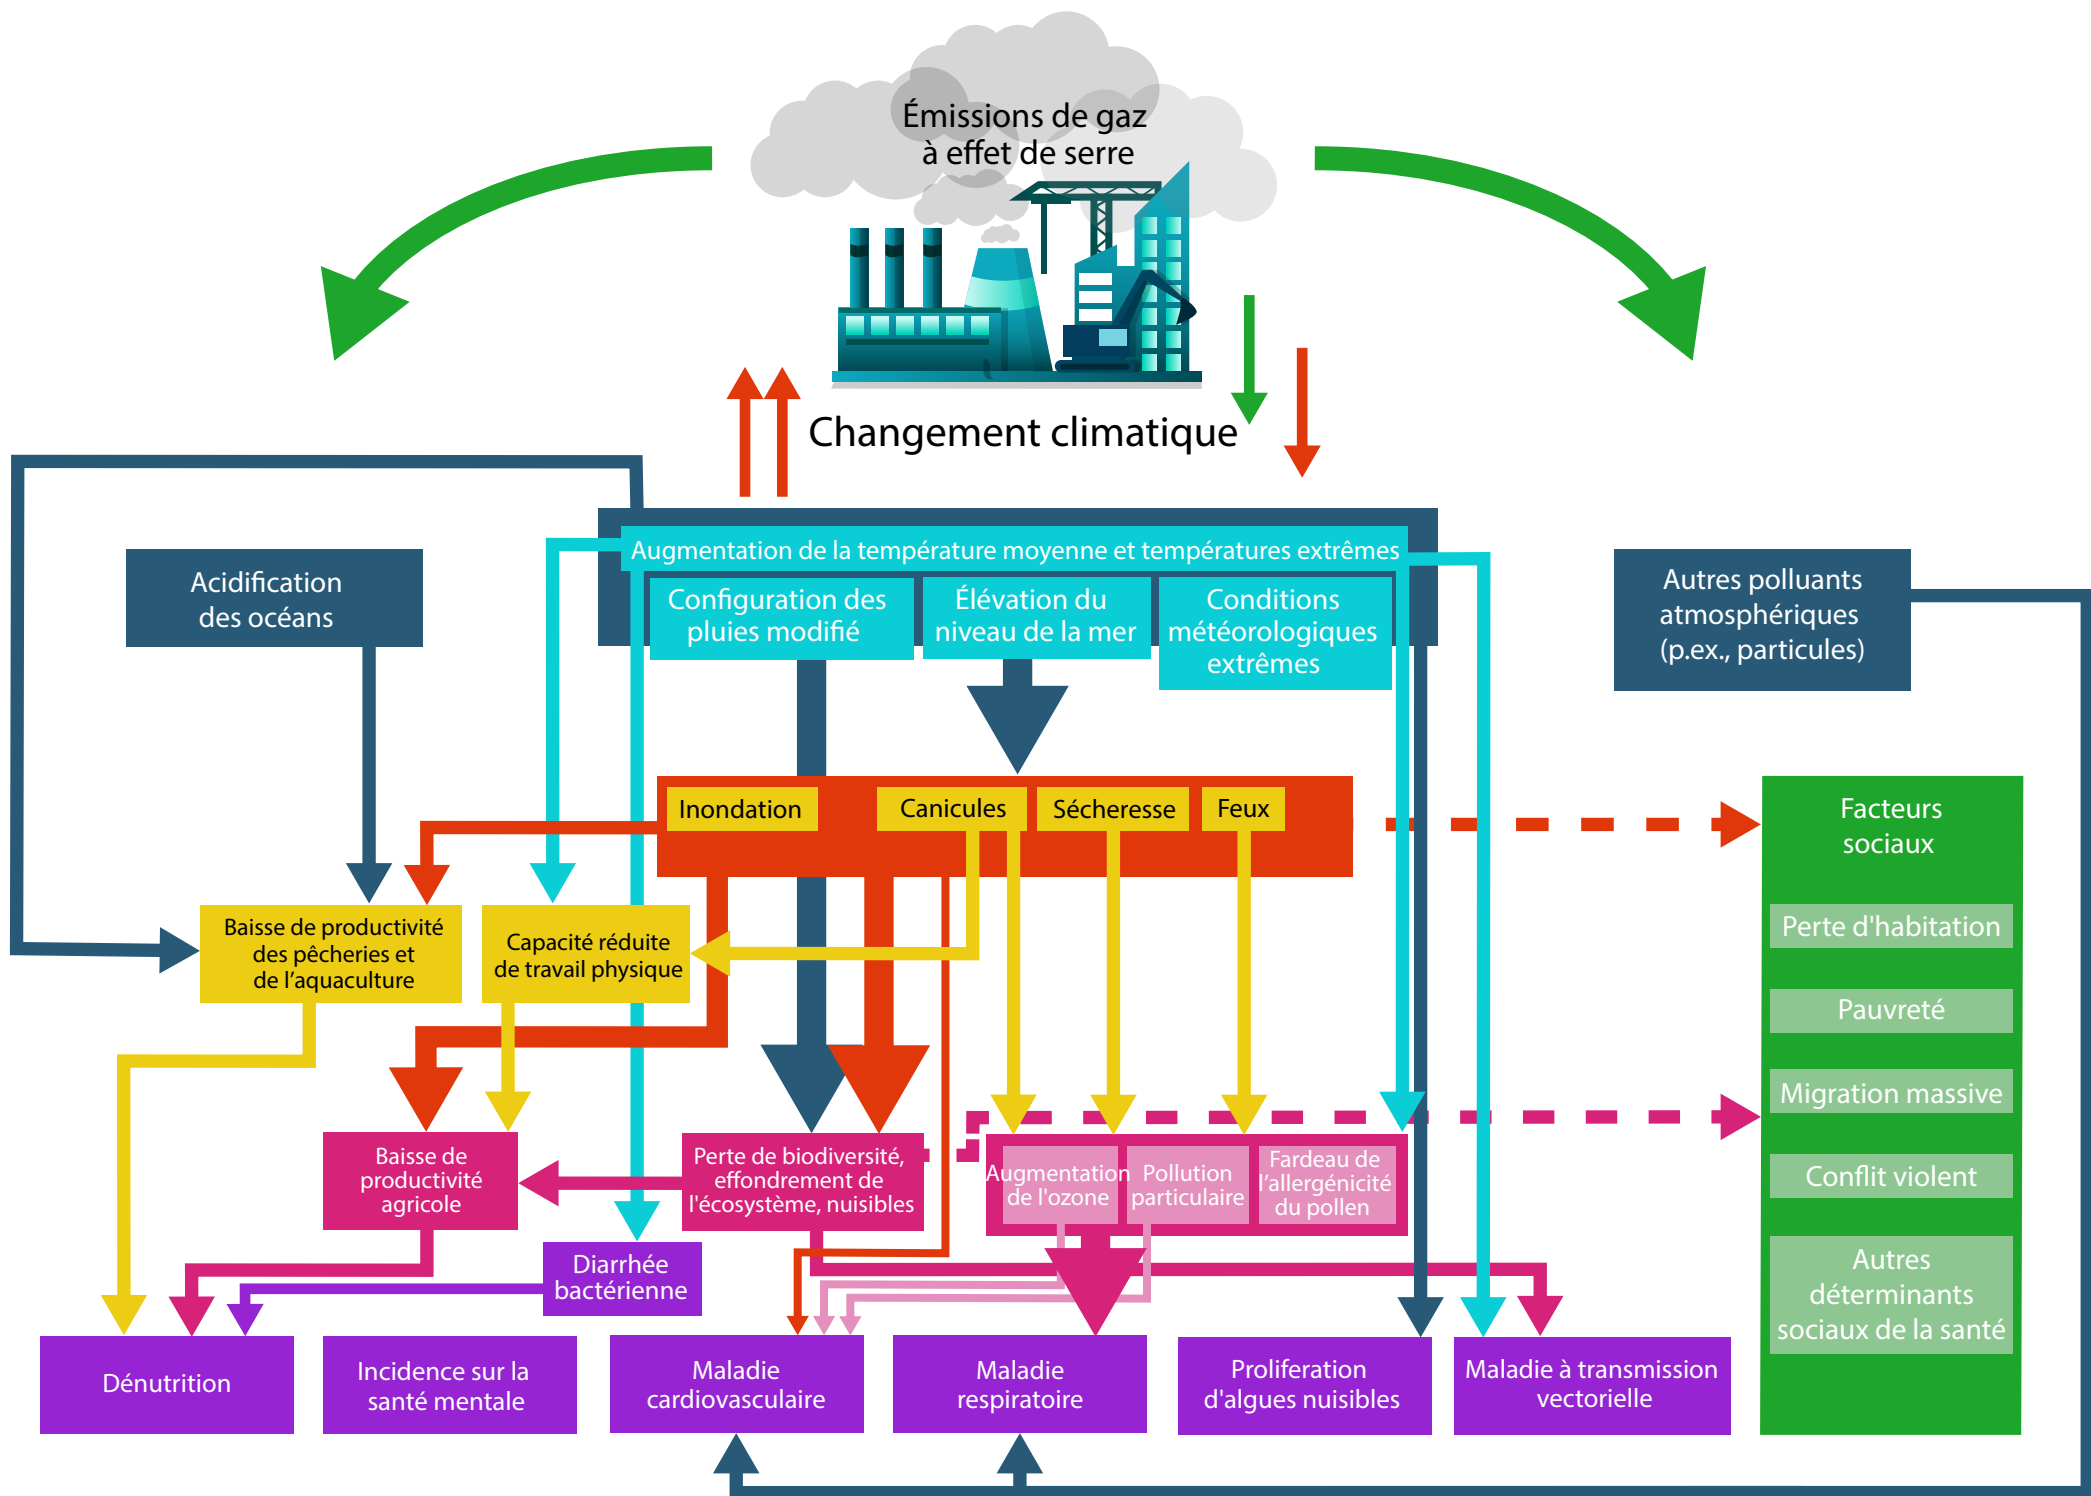 Émissions de gaz
à effet de serre
Changement climatique
Augmentation de la température moyenne et températures extrêmes
Acidification
des océans
Configuration des
pluies modifié
Élévation du
niveau de la mer
Conditions
météorologiques
extrêmes
Autres polluants
atmosphériques
(p.ex., particules)
Inondation
Canicules
Sécheresse
Feux
Facteurs
sociaux
Perte d'habitation
Pauvreté
Migration massive
Conflit violent
Autres
déterminants
sociaux de la santé
Baisse de productivité
des pêcheries et
de l’aquaculture
Capacité réduite
de travail physique
Baisse de
productivité
agricole
Perte de biodiversité,
effondrement de
l'écosystème, nuisibles
Augmentation
de l'ozone
Pollution
particulaire
Fardeau de
l’allergénicité
du pollen
Diarrhée
bactérienne
Dénutrition
Incidence sur la
santé mentale
Maladie
cardiovasculaire
Maladie
respiratoire
Proliferation
d'algues nuisibles
Maladie à transmission
vectorielle